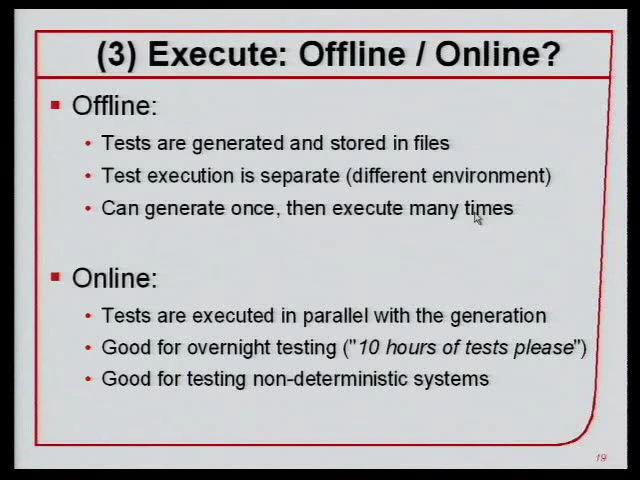 (3) Execute: Offline / Online?
Offline:
Tests are generated and stored in files
Test execution is separate (different environment)
Can generate once, then execute many times
Online:
Tests are executed in parallel with the generation
Good for overnight testing ("10 hours of tests please")
Good for testing non-deterministic systems
19